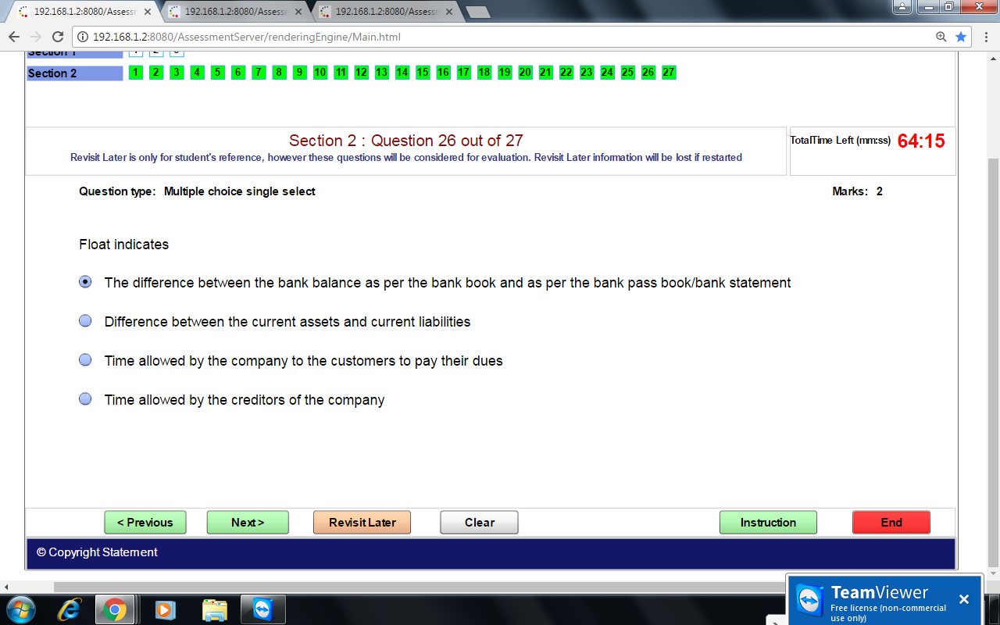 192.168.1.2:8080/Assessm
192.168.1.2:8080/Assessm
192.168.1.2:8080/Assessm
192.168.1.2:8080/AssessmentServer/renderingEngine/Main.html
Section 1 1 2 3
Section 2 1 2 3 4 5 6 7 8 9 10 11 12 13 14 15 16 17 18 19 20 21 22 23 24 25 26 27
Section 2 : Question 26 out of 27
Revisit Later is only for student's reference, however these questions will be considered for evaluation. Revisit Later information will be lost if restarted
TotalTime Left (mm:ss) 64:15
Question type: Multiple choice single select
Marks: 2
Float indicates
The difference between the bank balance as per the bank book and as per the bank pass book/bank statement
Difference between the current assets and current liabilities
Time allowed by the company to the customers to pay their dues
Time allowed by the creditors of the company
< Previous
Next >
Revisit Later
Clear
Instruction
End
© Copyright Statement
TeamViewer
Free license (non-commercial
use only)